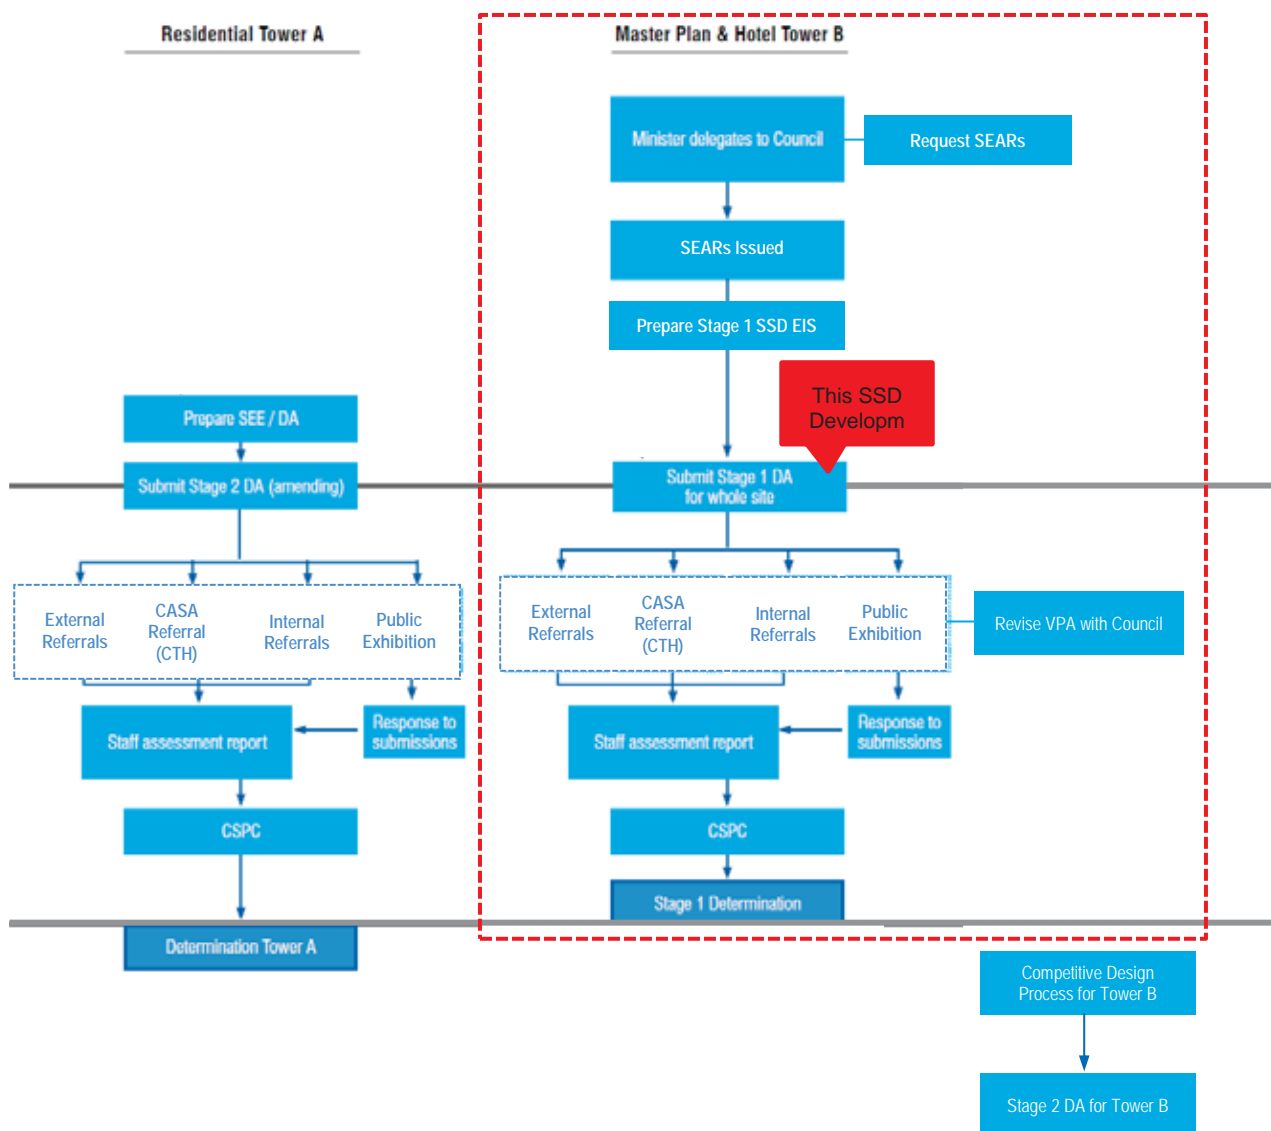 Residential Tower A
Master Plan & Hotel Tower B
Minister delegates to Council
Request SEARs
SEARs Issued
Prepare Stage 1 SSD EIS
This SSD
Developm
Prepare SEE / DA
Submit Stage 2 DA (amending)
Submit Stage 1 DA
for whole site
External
Referrals
CASA
Referral
(CTH)
Internal
Referrals
Public
Exhibition
External
Referrals
CASA
Referral
(CTH)
Internal
Referrals
Public
Exhibition
Revise VPA with Council
Staff assessment report
Response to
submissions
Staff assessment report
Response to
submissions
CSPC
CSPC
Stage 1 Determination
Determination Tower A
Competitive Design
Process for Tower B
Stage 2 DA for Tower B